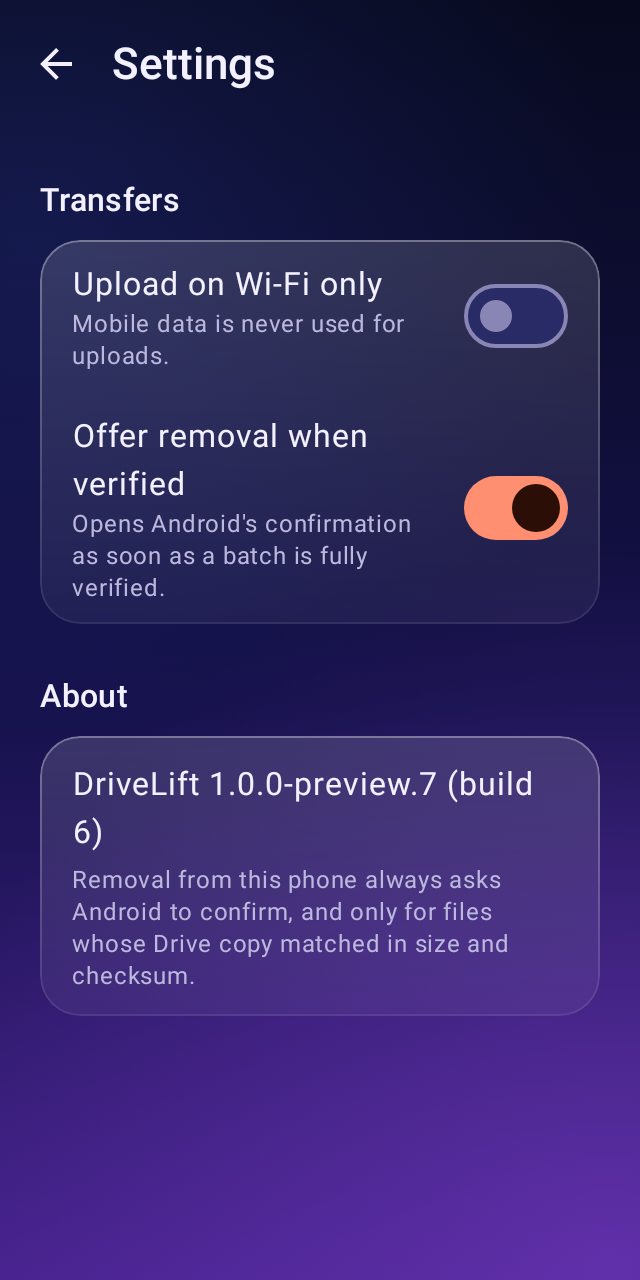 Settings
Transfers
Upload on Wi-Fi only
Mobile data is never used for
uploads.
Offer removal when
verified
Opens Android's confirmation
as soon as a batch is fully
verified.
About
DriveLift 1.0.0-preview.7 (build
6)
Removal from this phone always asks
Android to confirm, and only for files
whose Drive copy matched in size and
checksum.